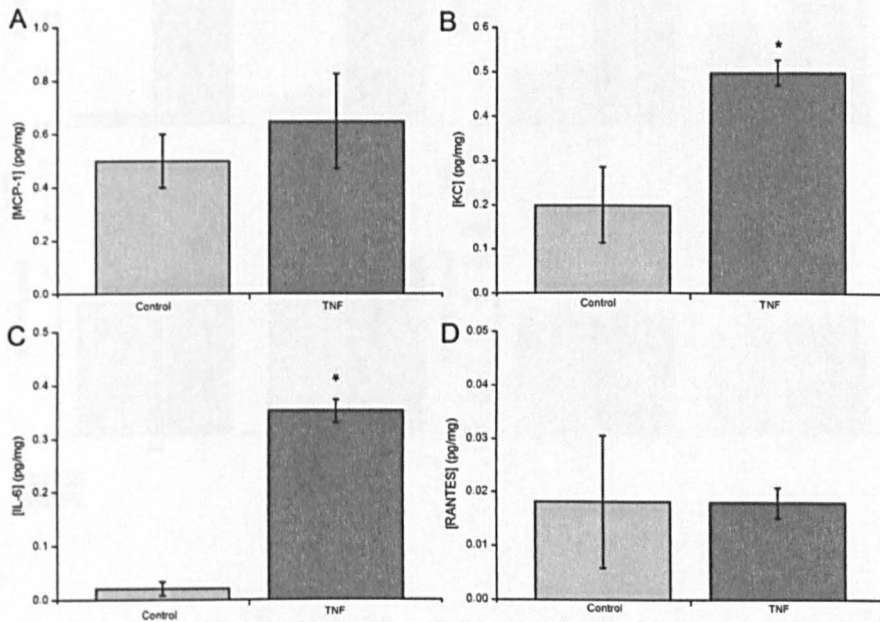 A
[MCP-1] (pg/mg)
1.0
0.8
0.6
0.4
0.2
0.0
Control
TNF
B
[KC] (pg/mg)
0.6
0.5
0.4
0.3
0.2
0.1
0.0
*
Control
TNF
C
[IL-6] (pg/mg)
0.5
0.4
0.3
0.2
0.1
0.0
*
Control
TNF
D
[RANTES] (pg/mg)
0.05
0.04
0.03
0.02
0.01
0.00
Control
TNF